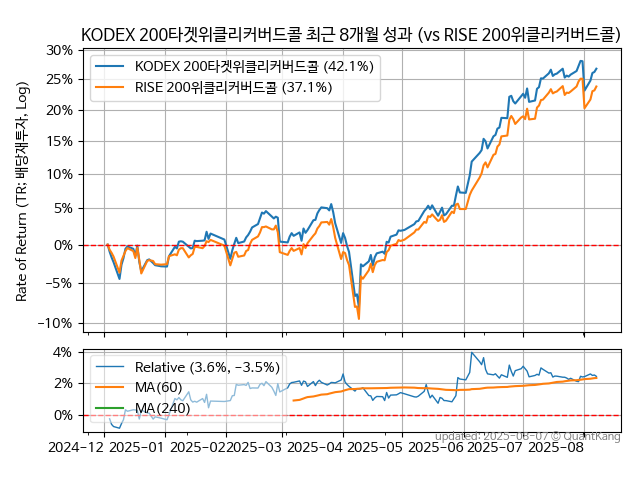 KODEX 200타겟위클리커버드콜 최근 8개월 성과 (vs RISE 200위클리커버드콜)
Rate of Return (TR: 배당재투자, Log)
30%
25%
20%
15%
10%
5%
0%
−5%
−10%
KODEX 200타겟위클리커버드콜 (42.1%)
RISE 200위클리커버드콜 (37.1%)
4%
2%
0%
Relative (3.6%, −3.5%)
MA(60)
MA(240)
updated: 2025-08-07 © QuantKang
2024−12 2025−01 2025−02 2025−03 2025−04 2025−05 2025−06 2025−07 2025−08